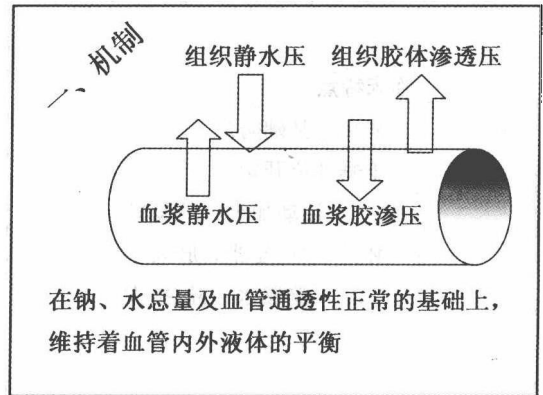 一、机制
组织静水压 组织胶体渗透压
血浆静水压 血浆胶渗压
在钠、水总量及血管通透性正常的基础上，
维持着血管内外液体的平衡